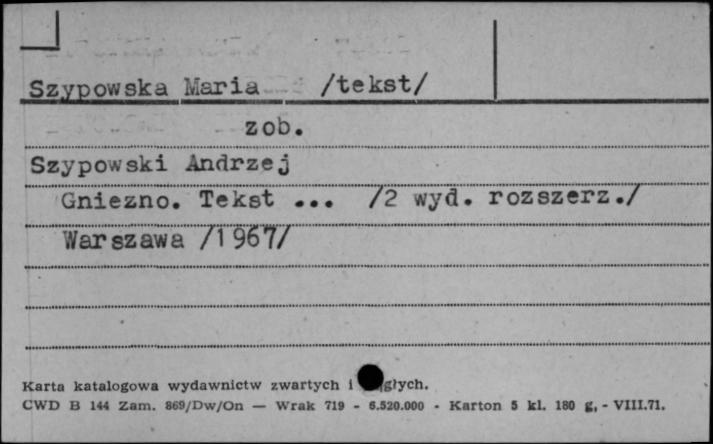 Szypowska Maria /tekst/
zob.
Szypowski Andrzej
Gniezno. Tekst ... /2 wyd. rozszerz./
Warszawa /1967/
Karta katalogowa wydawnictw zwartych i głych.
CWD B 144 Zam. 869/Dw/On — Wrak 719 - 6.520.000 - Karton 5 kl. 180 g, - VIII.71.